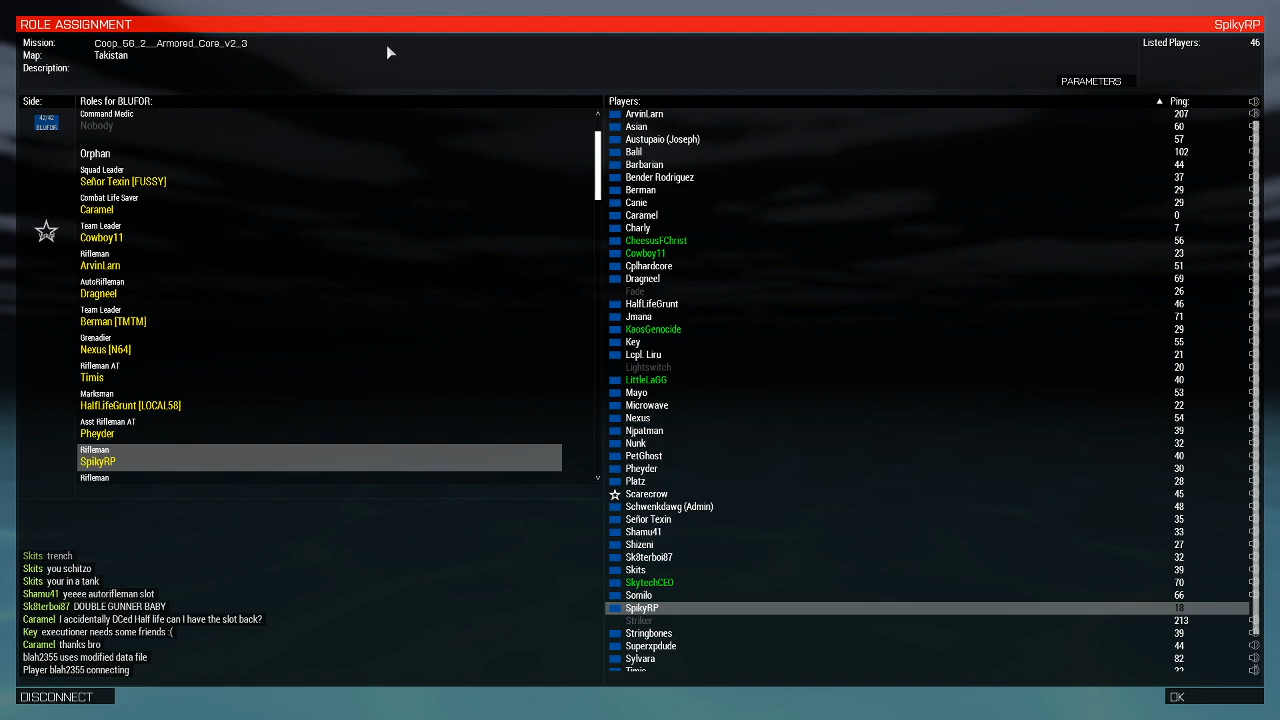 ROLE ASSIGNMENT
SpikyRP
Mission: Coop_56_2__Armored_Core_v2_3
Listed Players: 46
Map: Takistan
Description:
PARAMETERS
Side:
Roles for BLUFOR:
Players:
Ping:
42/42
BLUFOR
Command Medic
Nobody
Orphan
Squad Leader
Señor Texin [FUSSY]
Combat Life Saver
Caramel
Team Leader
Cowboy11
Rifleman
ArvinLarn
AutoRifleman
Dragneel
Team Leader
Berman [TMTM]
Grenadier
Nexus [N64]
Rifleman AT
Timis
Marksman
HalfLifeGrunt [LOCAL58]
Asst Rifleman AT
Pheyder
Rifleman
SpikyRP
Rifleman
ArvinLarn 207
Asian 60
Austupaio (Joseph) 57
Balil 102
Barbarian 44
Bender Rodriguez 37
Berman 29
Canie 29
Caramel 0
Charly 7
CheesusFChrist 56
Cowboy11 23
Cplhardcore 51
Dragneel 69
Fade 26
HalfLifeGrunt 46
Jmana 71
KaosGenocide 29
Key 55
Lcpl. Liru 21
Lightswitch 20
LittleLaGG 40
Mayo 53
Microwave 22
Nexus 54
Njpatman 39
Nunk 32
PetGhost 40
Pheyder 30
Platz 28
Scarecrow 45
Schwenkdawg (Admin) 48
Señor Texin 35
Shamu41 33
Shizeni 27
Sk8terboi87 32
Skits 39
SkytechCEO 70
Somilo 66
SpikyRP 18
Striker 213
Stringbones 39
Superxpdude 46
Sylvara 82
Timis 32
Skits trench
Skits you schitzo
Skits your in a tank
Shamu41 yeeee autorifleman slot
Sk8terboi87 DOUBLE GUNNER BABY
Caramel I accidentally DCed Half life can I have the slot back?
Key executioner needs some friends :(
Caramel thanks bro
blah2355 uses modified data file
Player blah2355 connecting
DISCONNECT
OK